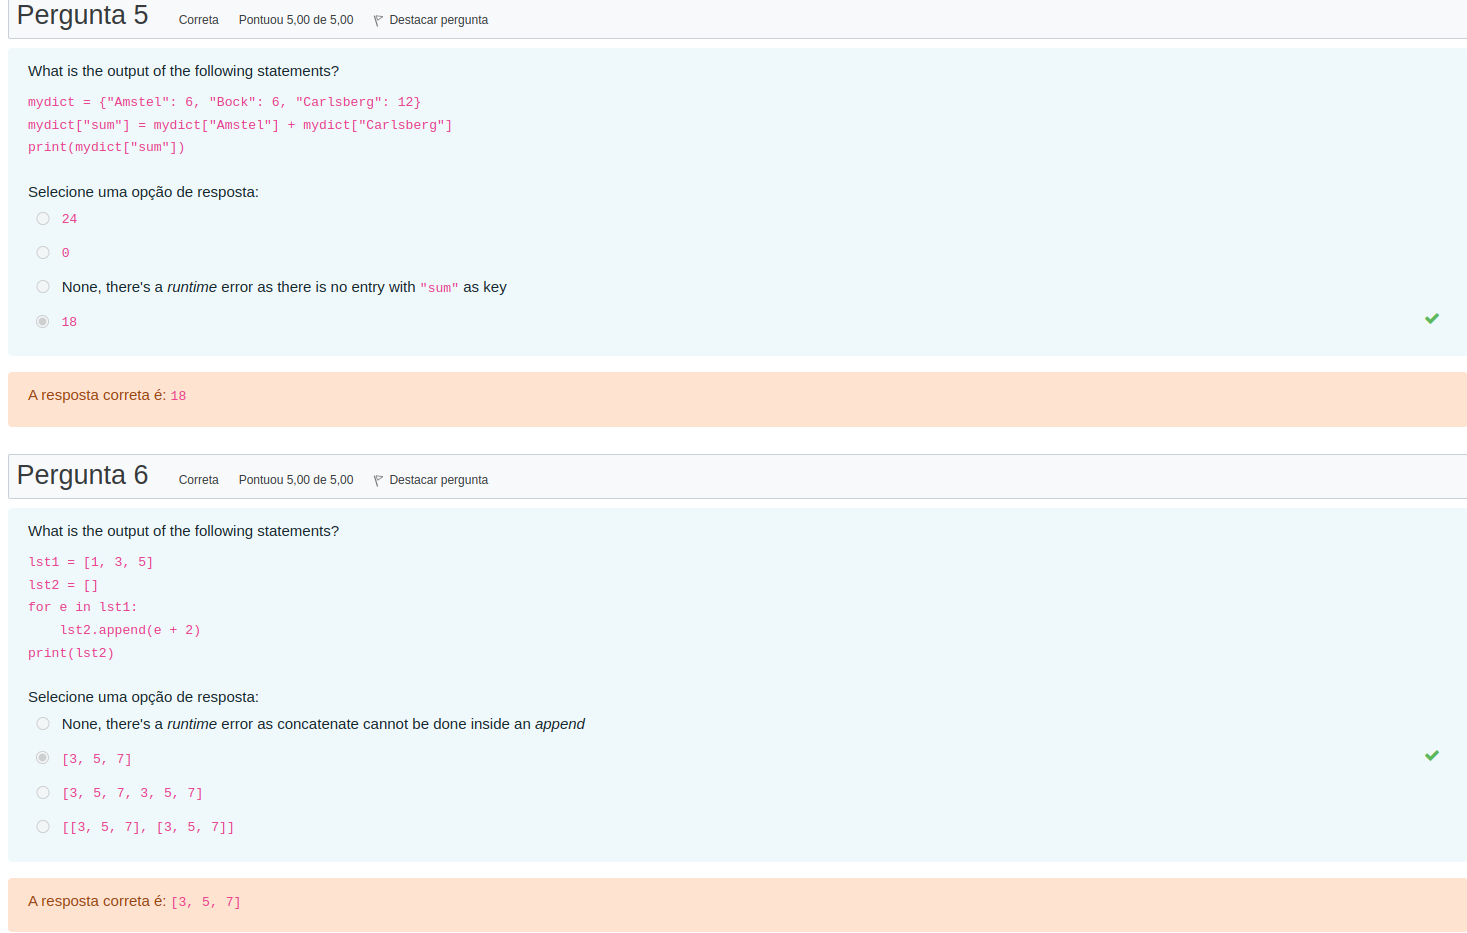 Pergunta 5 Correta Pontuou 5,00 de 5,00 Destacar pergunta
What is the output of the following statements?
mydict = {"Amstel": 6, "Bock": 6, "Carlsberg": 12}
mydict["sum"] = mydict["Amstel"] + mydict["Carlsberg"]
print(mydict["sum"])
Selecione uma opção de resposta:
24
0
None, there's a runtime error as there is no entry with "sum" as key
18
A resposta correta é: 18
Pergunta 6 Correta Pontuou 5,00 de 5,00 Destacar pergunta
What is the output of the following statements?
lst1 = [1, 3, 5]
lst2 = []
for e in lst1:
    lst2.append(e + 2)
print(lst2)
Selecione uma opção de resposta:
None, there's a runtime error as concatenate cannot be done inside an append
[3, 5, 7]
[3, 5, 7, 3, 5, 7]
[[3, 5, 7], [3, 5, 7]]
A resposta correta é: [3, 5, 7]